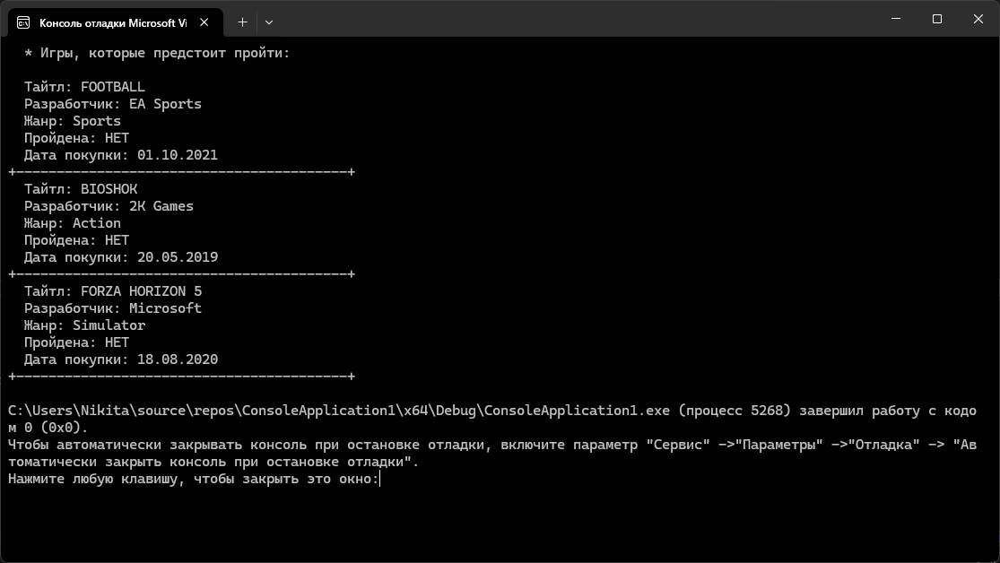 Консоль отладки Microsoft Vi
* Игры, которые предстоит пройти:
Тайтл: FOOTBALL
Разработчик: EA Sports
Жанр: Sports
Пройдена: НЕТ
Дата покупки: 01.10.2021
+-----------------------------------------+
Тайтл: BIOSHOK
Разработчик: 2K Games
Жанр: Action
Пройдена: НЕТ
Дата покупки: 20.05.2019
+-----------------------------------------+
Тайтл: FORZA HORIZON 5
Разработчик: Microsoft
Жанр: Simulator
Пройдена: НЕТ
Дата покупки: 18.08.2020
+-----------------------------------------+
C:\Users\Nikita\source\repos\ConsoleApplication1\x64\Debug\ConsoleApplication1.exe (процесс 5268) завершил работу с кодо
м 0 (0x0).
Чтобы автоматически закрывать консоль при остановке отладки, включите параметр "Сервис" ->"Параметры" ->"Отладка" -> "Ав
томатически закрыть консоль при остановке отладки".
Нажмите любую клавишу, чтобы закрыть это окно: